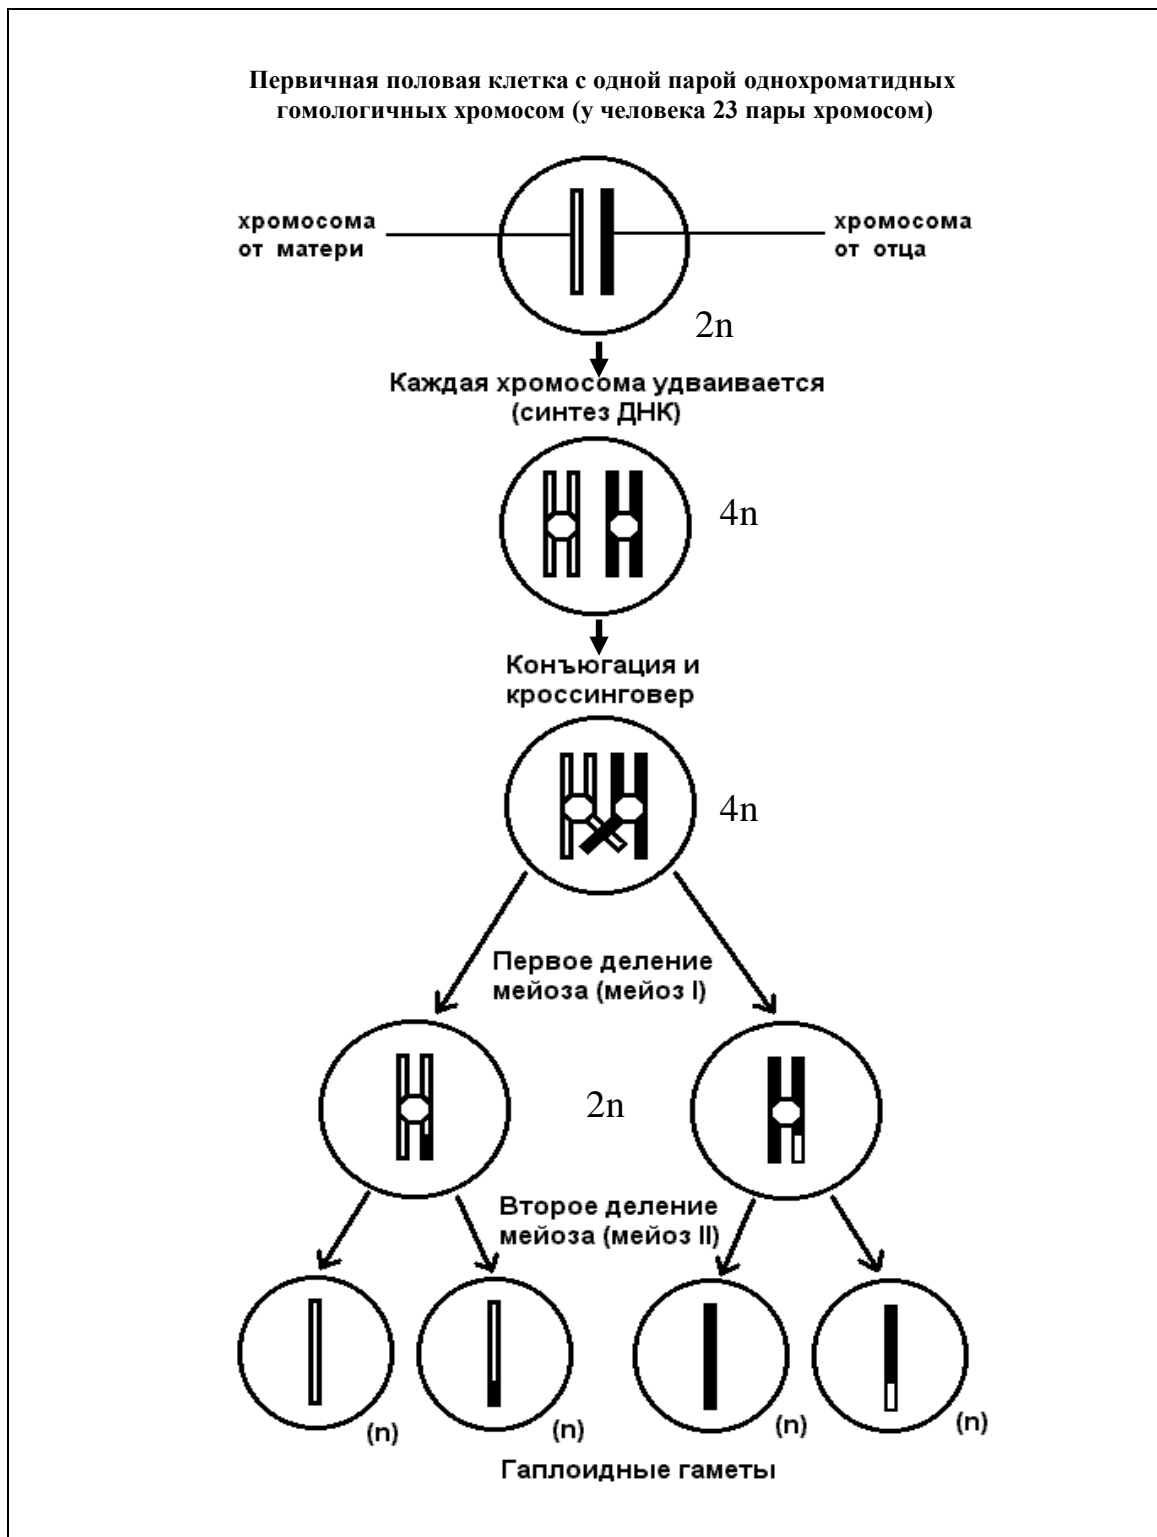 Первичная половая клетка с одной парой однохроматидных
гомологичных хромосом (у человека 23 пары хромосом)
хромосома
от матери
хромосома
от отца
2n
Каждая хромосома удваивается
(синтез ДНК)
4n
Конъюгация и
кроссинговер
4n
Первое деление
мейоза (мейоз I)
2n
Второе деление
мейоза (мейоз II)
(n)
(n)
(n)
(n)
Гаплоидные гаметы